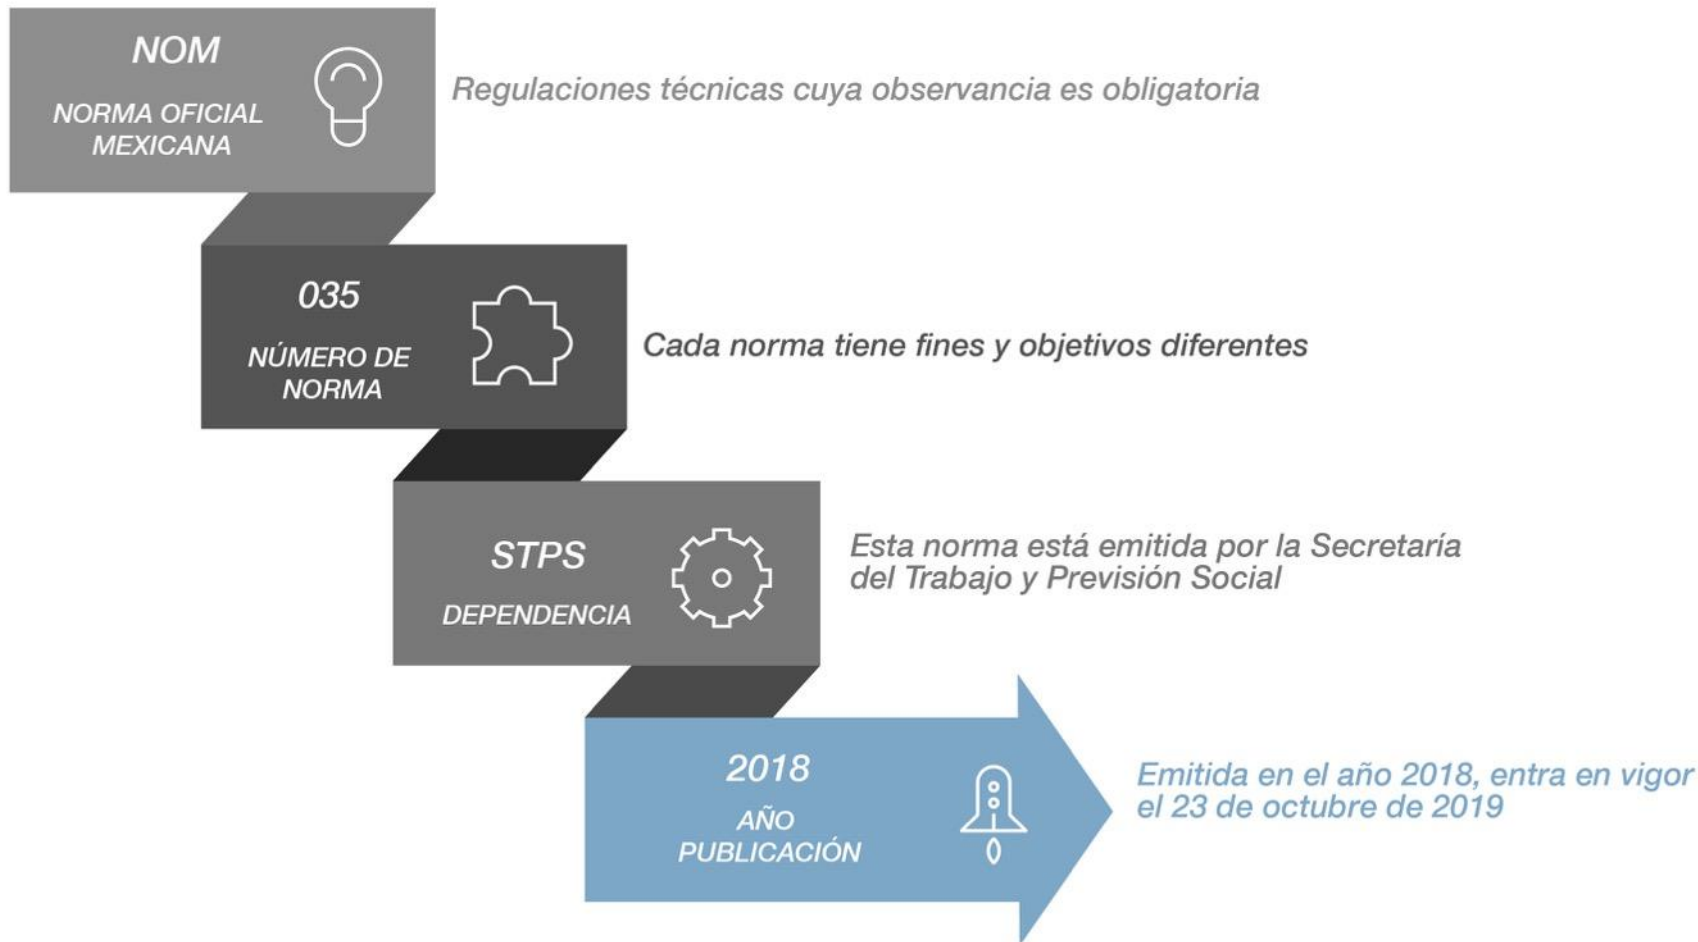 NOM
NORMA OFICIAL
MEXICANA
Regulaciones técnicas cuya observancia es obligatoria
035
NÚMERO DE
NORMA
Cada norma tiene fines y objetivos diferentes
STPS
DEPENDENCIA
Esta norma está emitida por la Secretaría
del Trabajo y Previsión Social
2018
AÑO
PUBLICACIÓN
Emitida en el año 2018, entra en vigor
el 23 de octubre de 2019